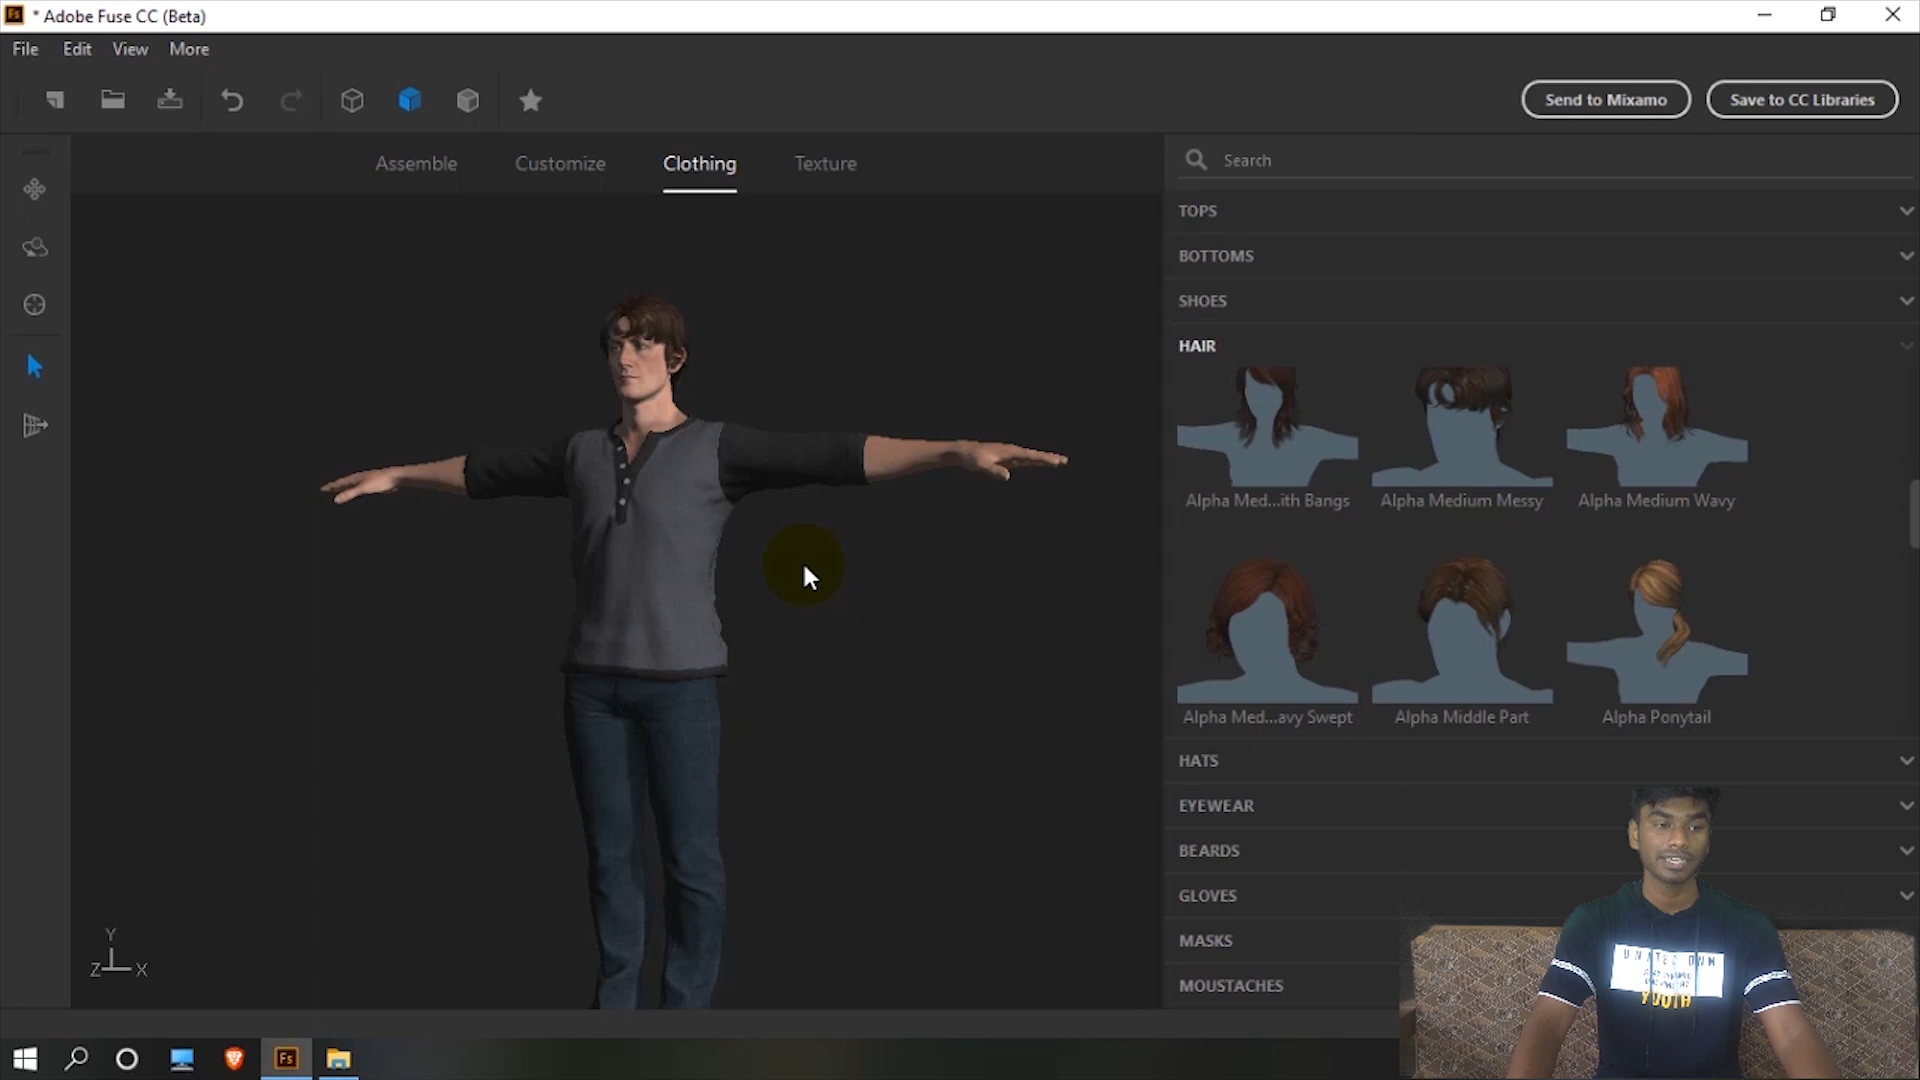 Fs * Adobe Fuse CC (Beta)
File Edit View More
Send to Mixamo Save to CC Libraries
Assemble Customize Clothing Texture
Search
TOPS
BOTTOMS
SHOES
HAIR
Alpha Med...ith Bangs Alpha Medium Messy Alpha Medium Wavy
Alpha Med...avy Swept Alpha Middle Part Alpha Ponytail
HATS
EYEWEAR
BEARDS
GLOVES
MASKS
MOUSTACHES
Y
Z X
YOUTH
Fs